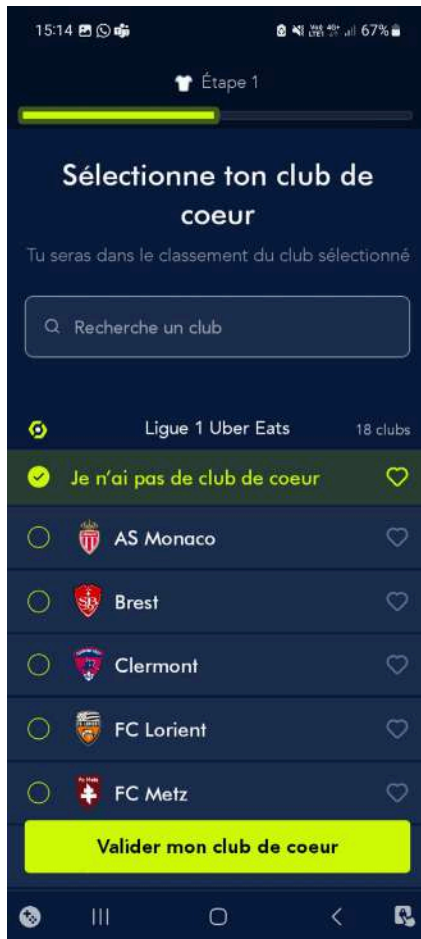 15:14
67%
Étape 1
Sélectionne ton club de
coeur
Tu seras dans le classement du club sélectionné
Recherche un club
Ligue 1 Uber Eats 18 clubs
Je n'ai pas de club de coeur
AS Monaco
Brest
Clermont
FC Lorient
FC Metz
Valider mon club de coeur